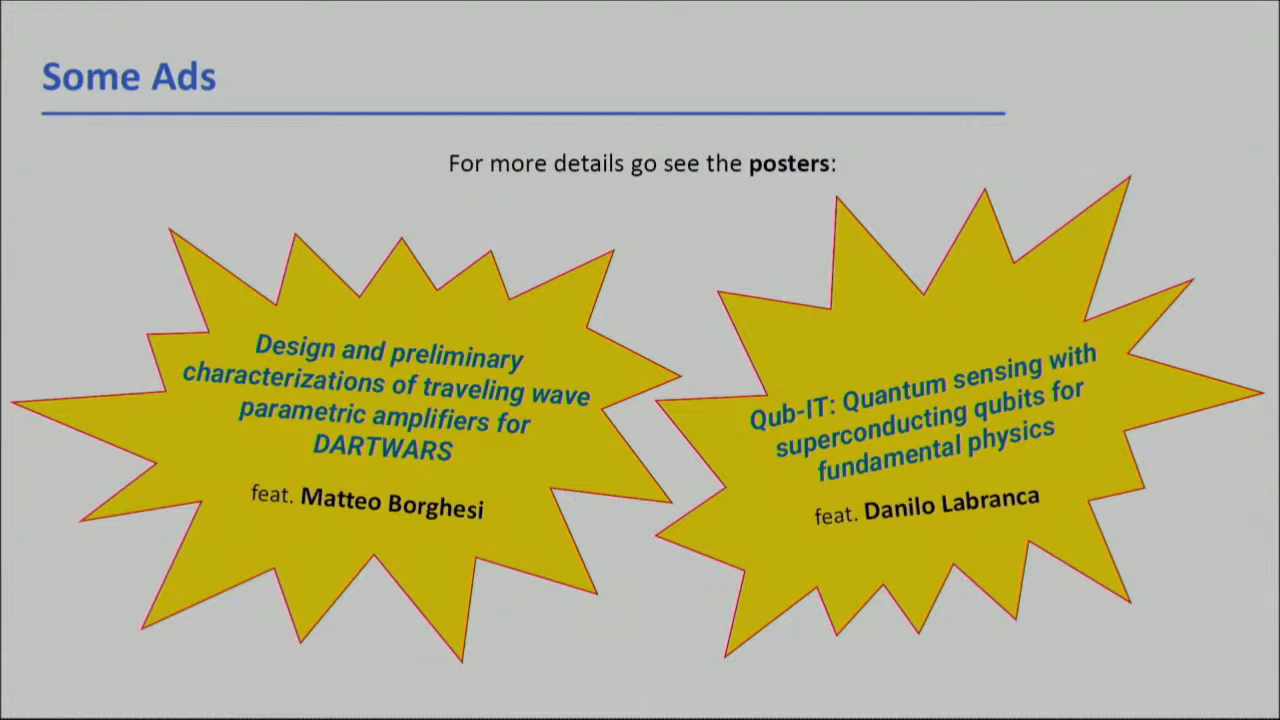 Some Ads
For more details go see the posters:
Design and preliminary
characterizations of traveling wave
parametric amplifiers for
DARTWARS
feat. Matteo Borghesi
Qub-IT: Quantum sensing with
superconducting qubits for
fundamental physics
feat. Danilo Labranca